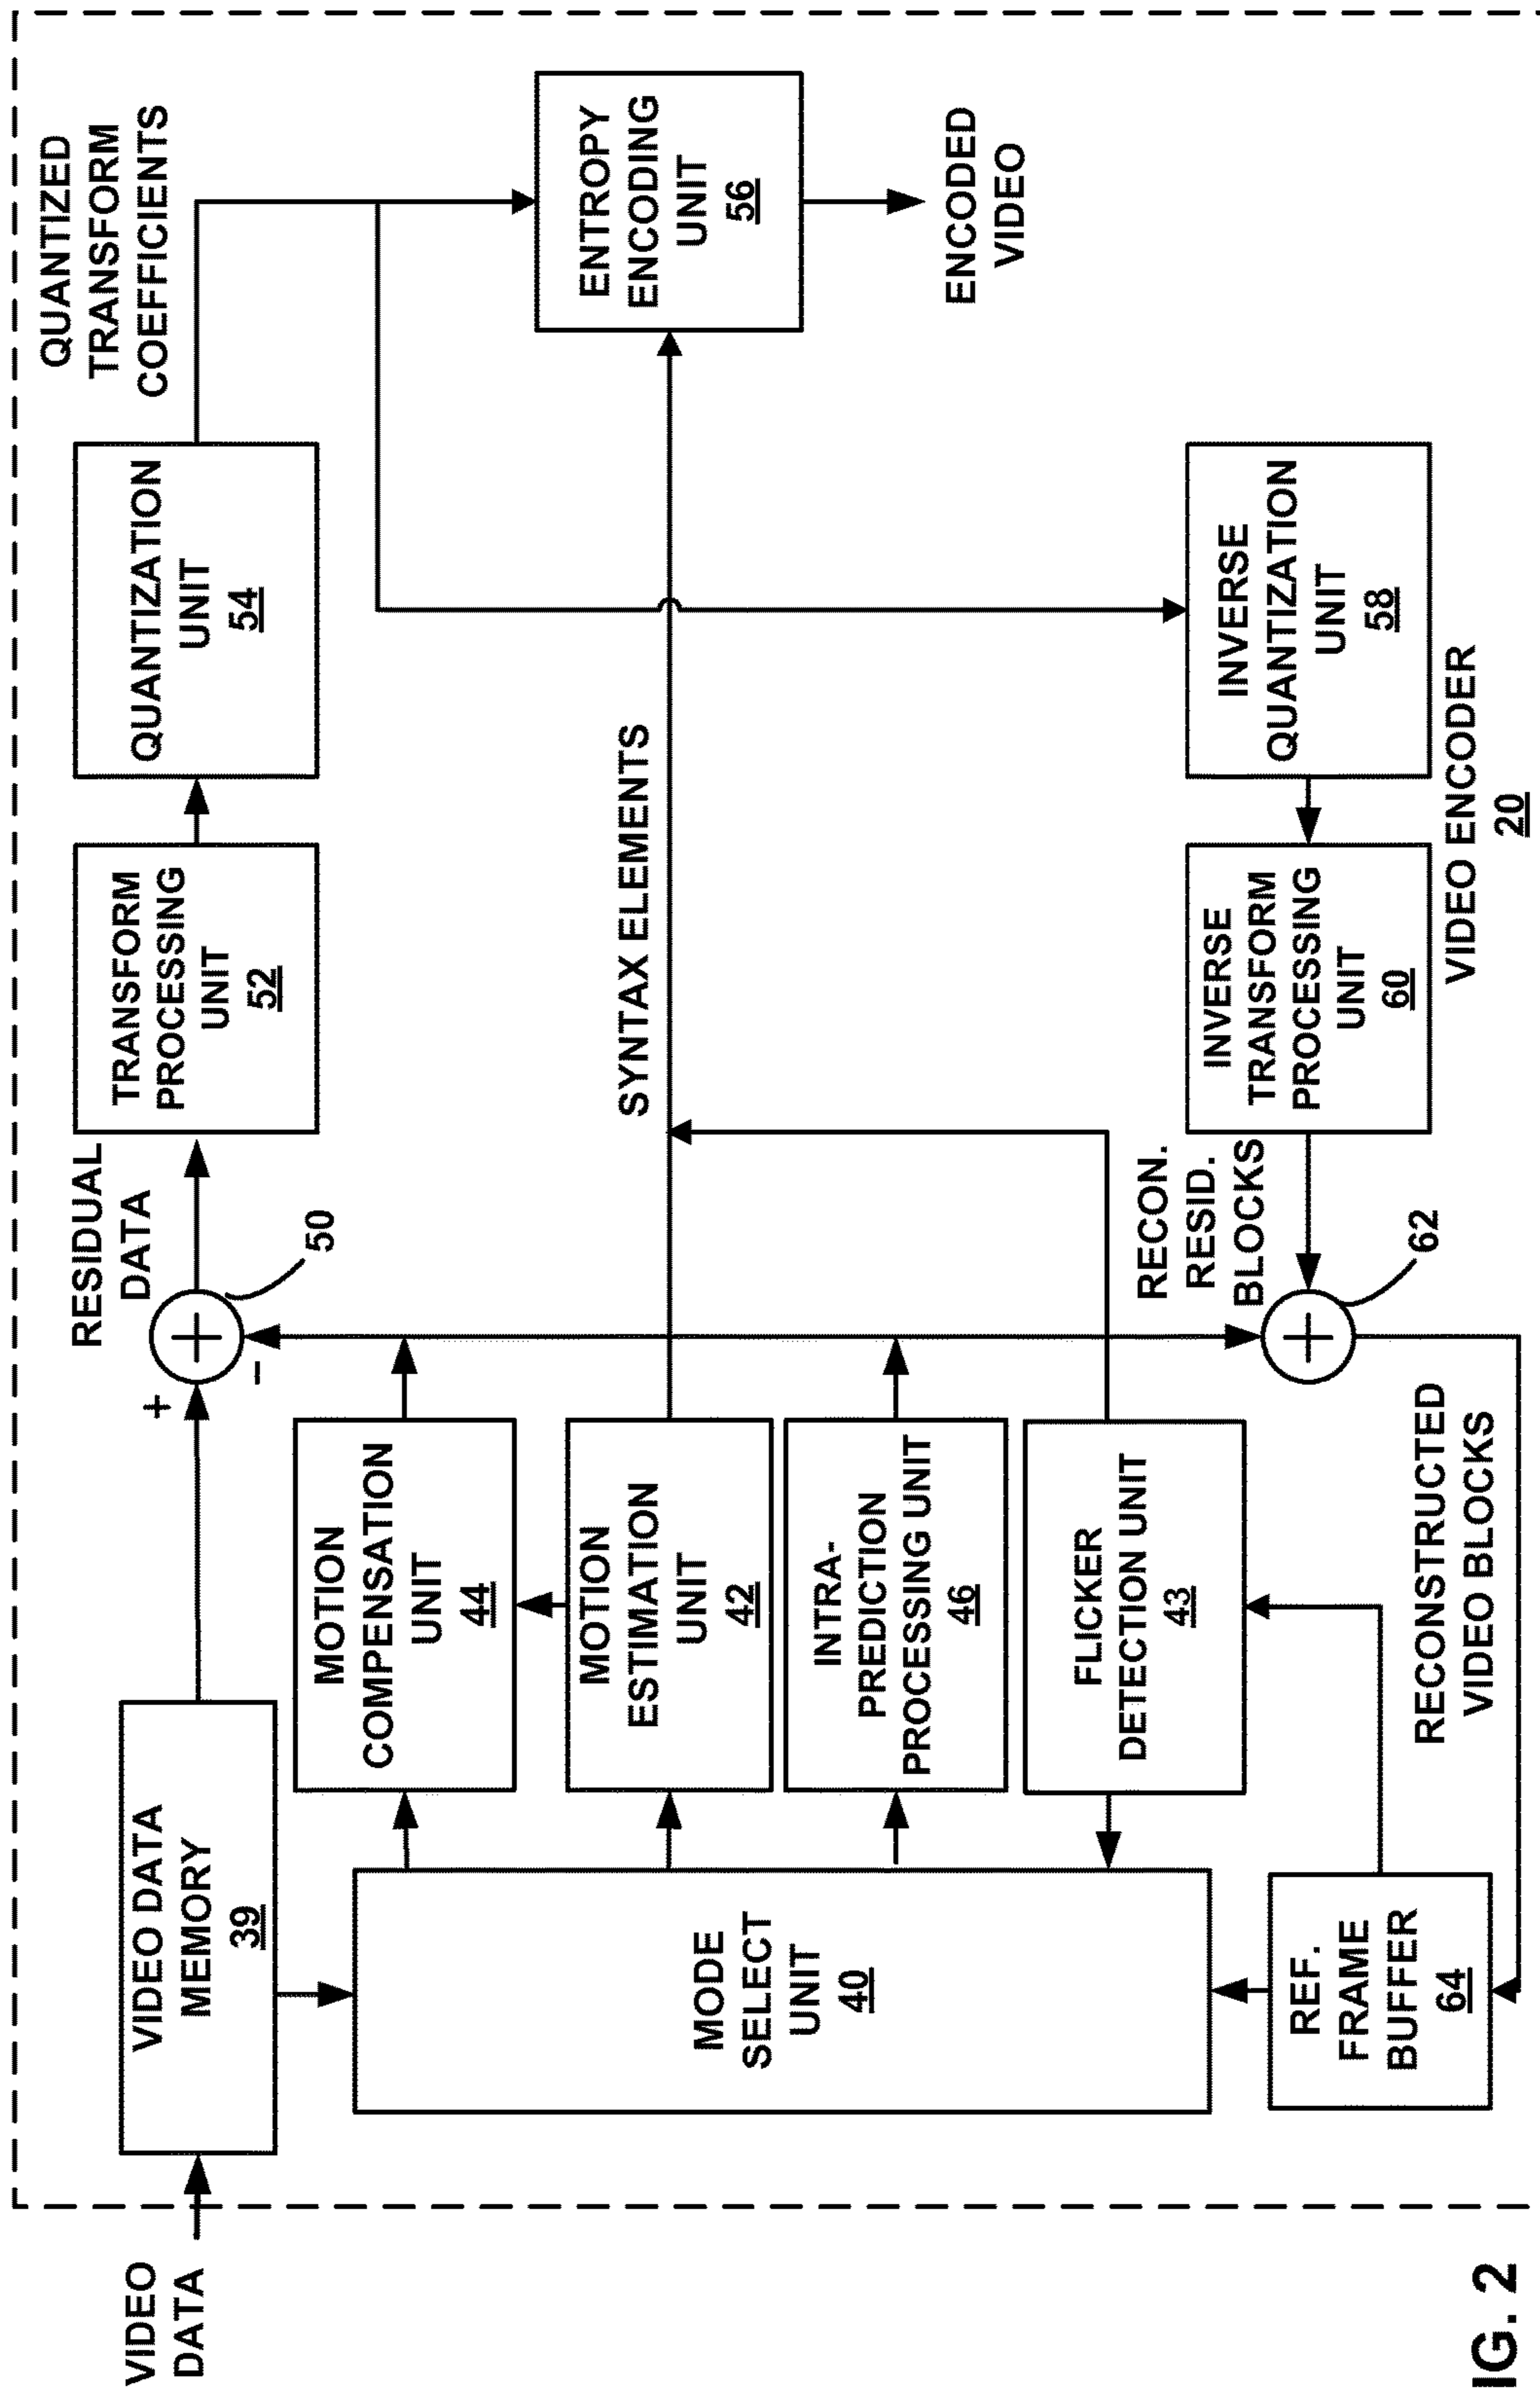 VIDEO
DATA
VIDEO DATA
MEMORY
39
MODE
SELECT
UNIT
40
REF.
FRAME
BUFFER
64
MOTION
COMPENSATION
UNIT
44
MOTION
ESTIMATION
UNIT
42
INTRA-
PREDICTION
PROCESSING UNIT
46
FLICKER
DETECTION UNIT
43
RECONSTRUCTED
VIDEO BLOCKS
+
−
+
50
RESIDUAL
DATA
+
62
RECON.
RESID.
BLOCKS
TRANSFORM
PROCESSING
UNIT
52
SYNTAX ELEMENTS
INVERSE
TRANSFORM
PROCESSING
UNIT
60
QUANTIZATION
UNIT
54
INVERSE
QUANTIZATION
UNIT
58
QUANTIZED
TRANSFORM
COEFFICIENTS
ENTROPY
ENCODING
UNIT
56
ENCODED
VIDEO
VIDEO ENCODER
20
IG. 2